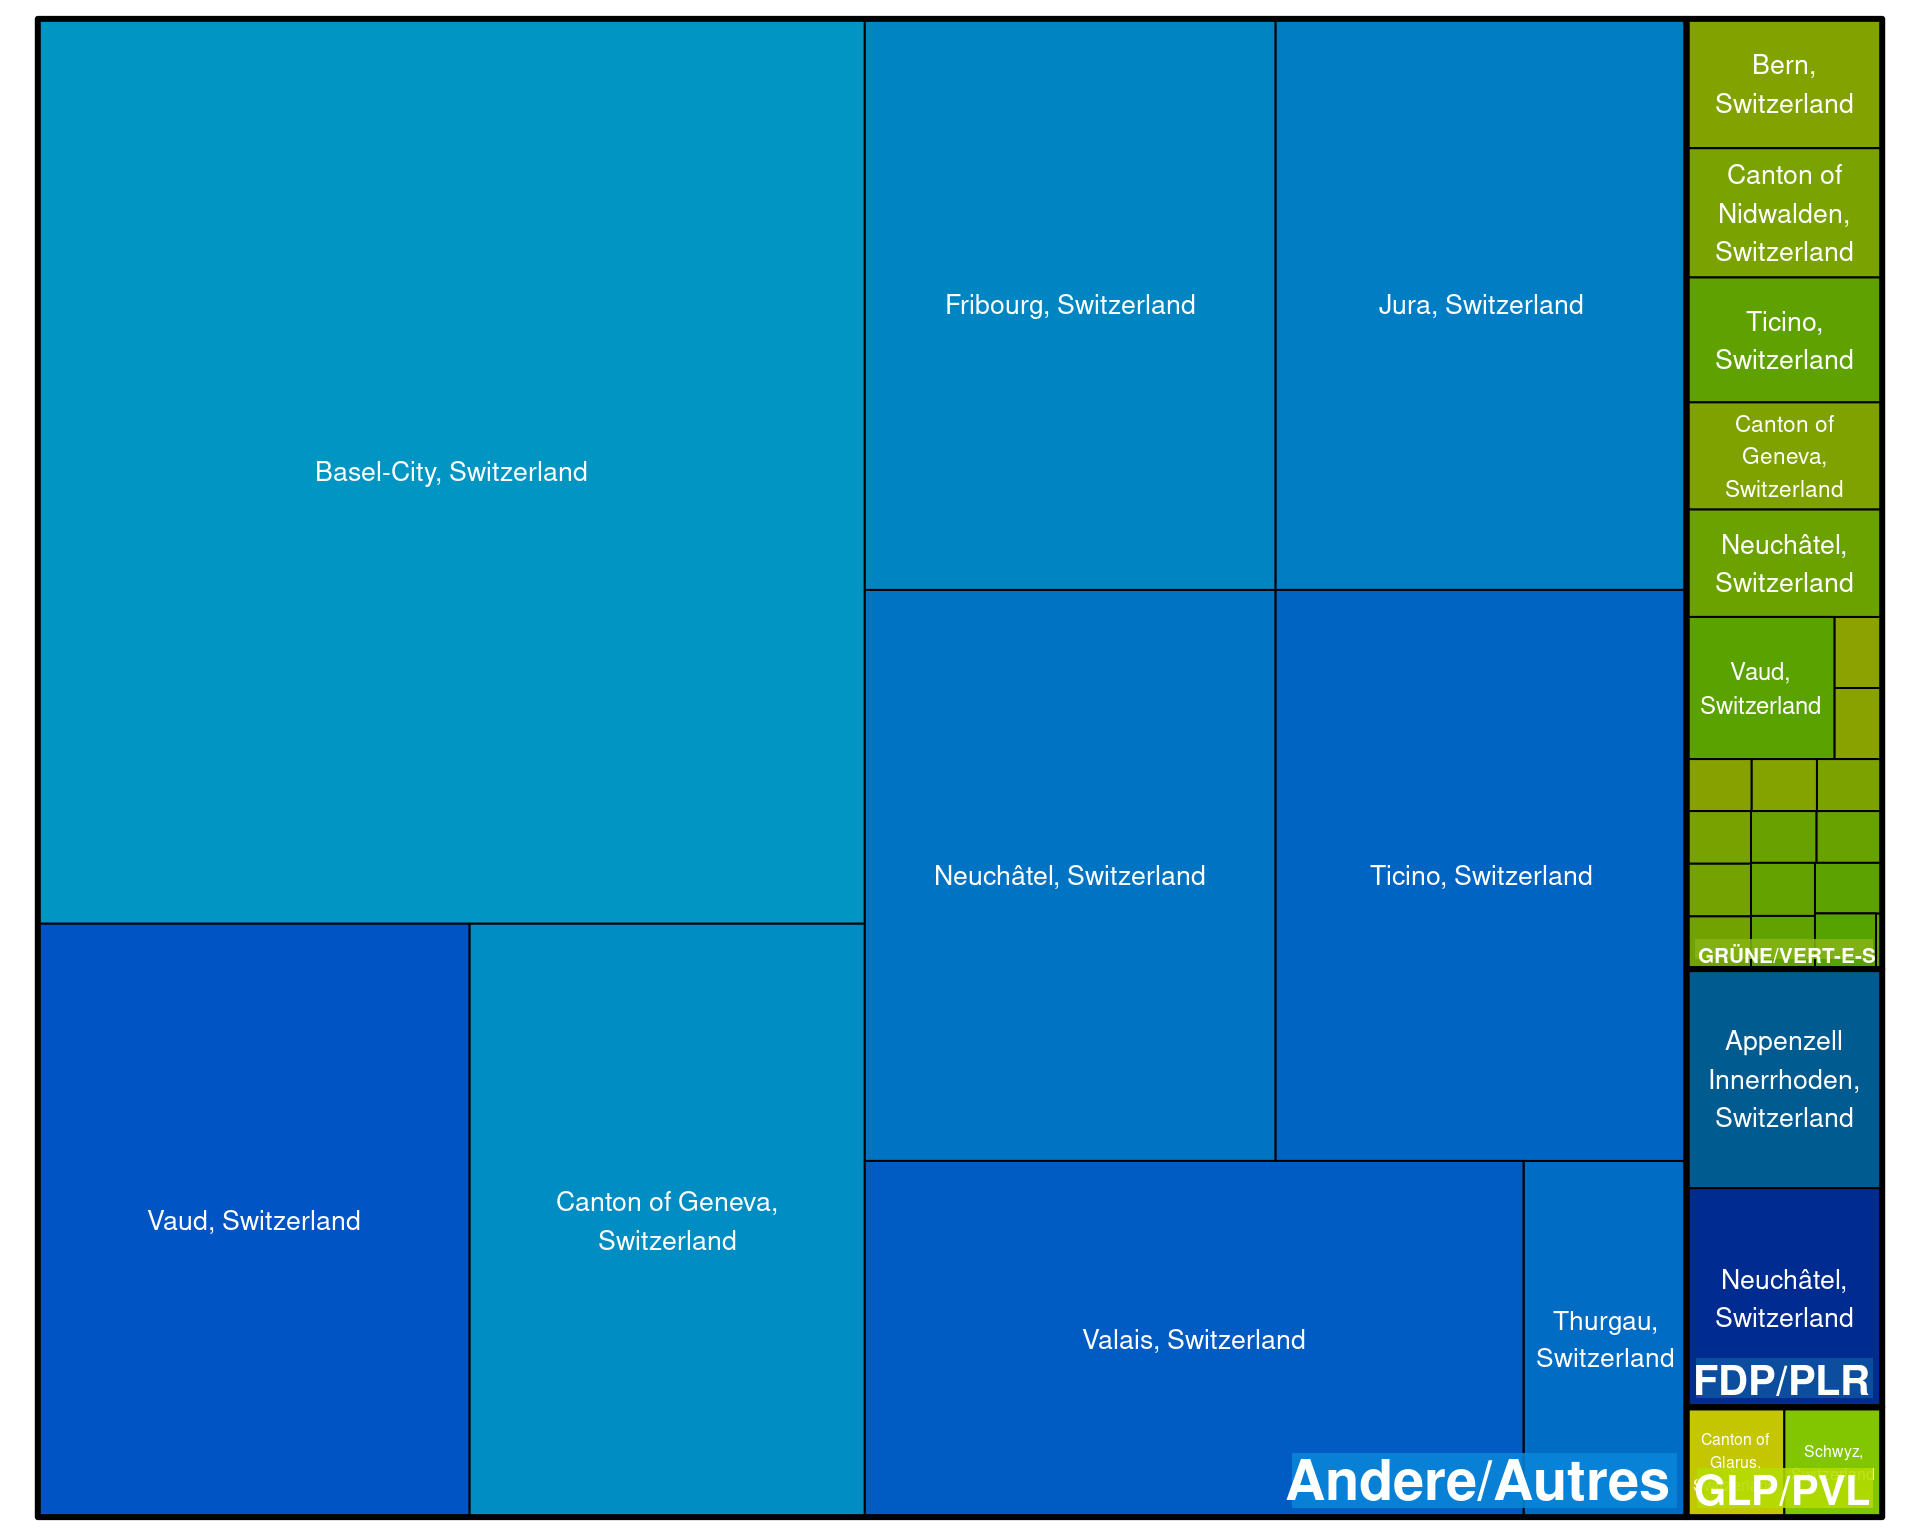 Basel-City, Switzerland
Fribourg, Switzerland
Jura, Switzerland
Neuchâtel, Switzerland
Ticino, Switzerland
Vaud, Switzerland
Canton of Geneva,
Switzerland
Valais, Switzerland
Thurgau,
Switzerland
Andere/Autres
Bern,
Switzerland
Canton of
Nidwalden,
Switzerland
Ticino,
Switzerland
Canton of
Geneva,
Switzerland
Neuchâtel,
Switzerland
Vaud,
Switzerland
GRÜNE/VERT-E-S
Appenzell
Innerrhoden,
Switzerland
Neuchâtel,
Switzerland
FDP/PLR
Canton of
Glarus,
Schwyz,
GLP/PVL